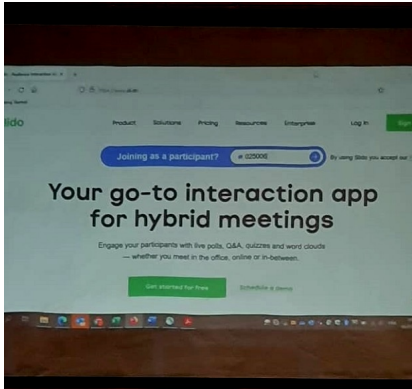 lido
Product Solutions Pricing Resources Enterprise Log In Sign
Joining as a participant? # 025006 By using Slido you accept our
Your go-to interaction app
for hybrid meetings
Engage your participants with live polls, Q&A, quizzes and word clouds
— whether you meet in the office, online or in-between.
Get started for free Schedule a demo